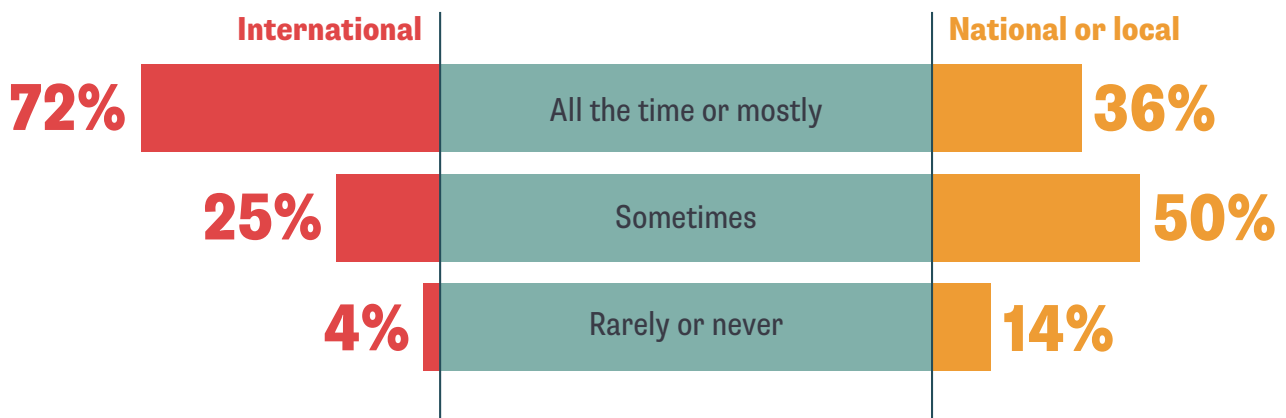 International National or local
72% All the time or mostly 36%
25% Sometimes 50%
4% Rarely or never 14%